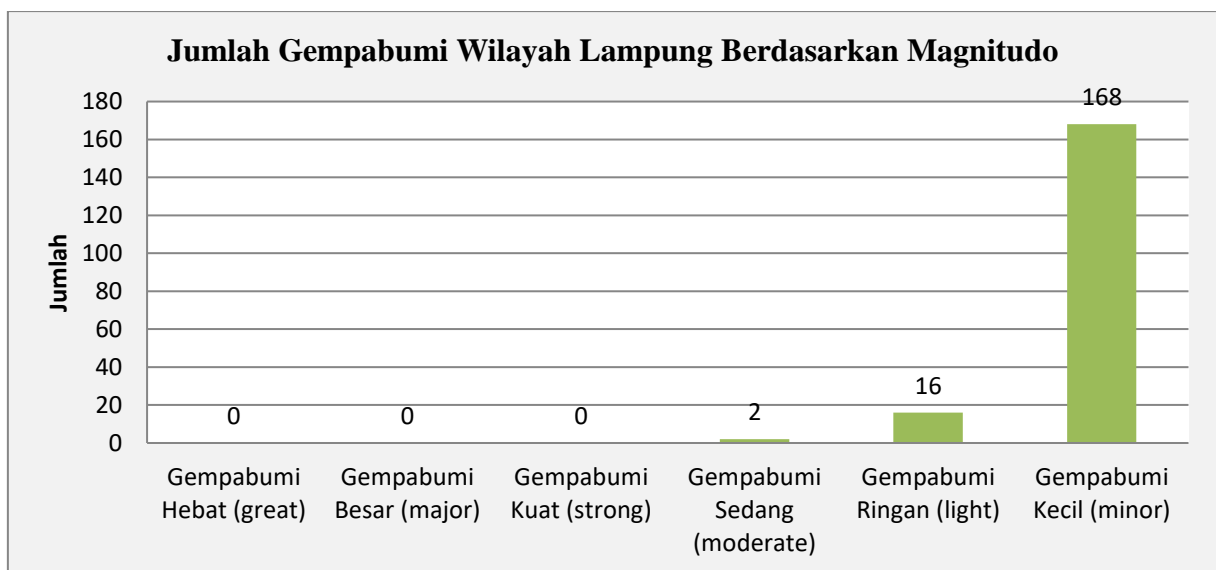 Jumlah Gempabumi Wilayah Lampung Berdasarkan Magnitudo
Jumlah
180
160
140
120
100
80
60
40
20
0
0
0
0
2
16
168
Gempabumi
Hebat (great)
Gempabumi
Besar (major)
Gempabumi
Kuat (strong)
Gempabumi
Sedang
(moderate)
Gempabumi
Ringan (light)
Gempabumi
Kecil (minor)